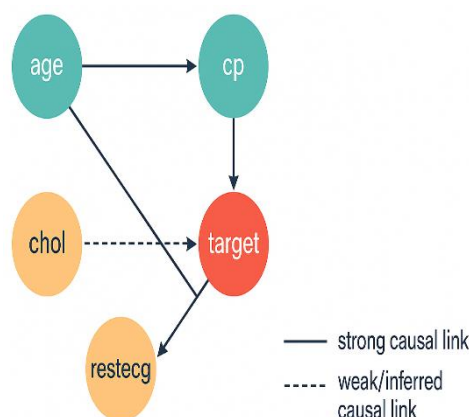 age
cp
chol
target
restecg
strong causal link
weak/inferred
causal link